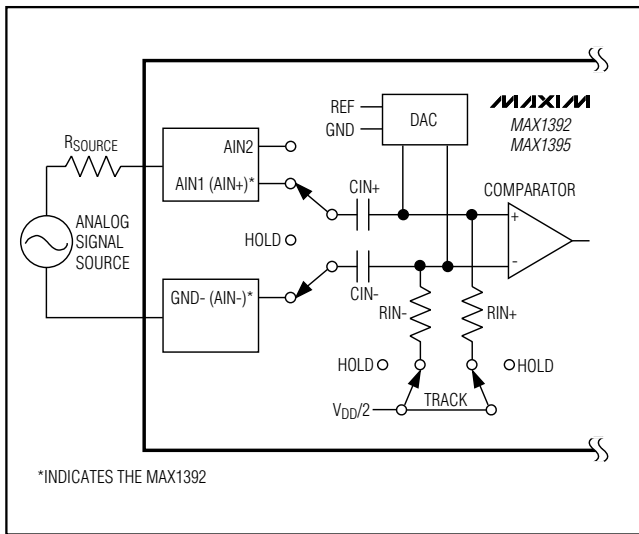 REF
GND
DAC
MAXIM
MAX1392
MAX1395
RSOURCE
AIN2
AIN1 (AIN+)*
CIN+
COMPARATOR
+
-
ANALOG
SIGNAL
SOURCE
HOLD
GND- (AIN-)*
CIN-
RIN-
RIN+
HOLD
HOLD
TRACK
VDD/2
*INDICATES THE MAX1392